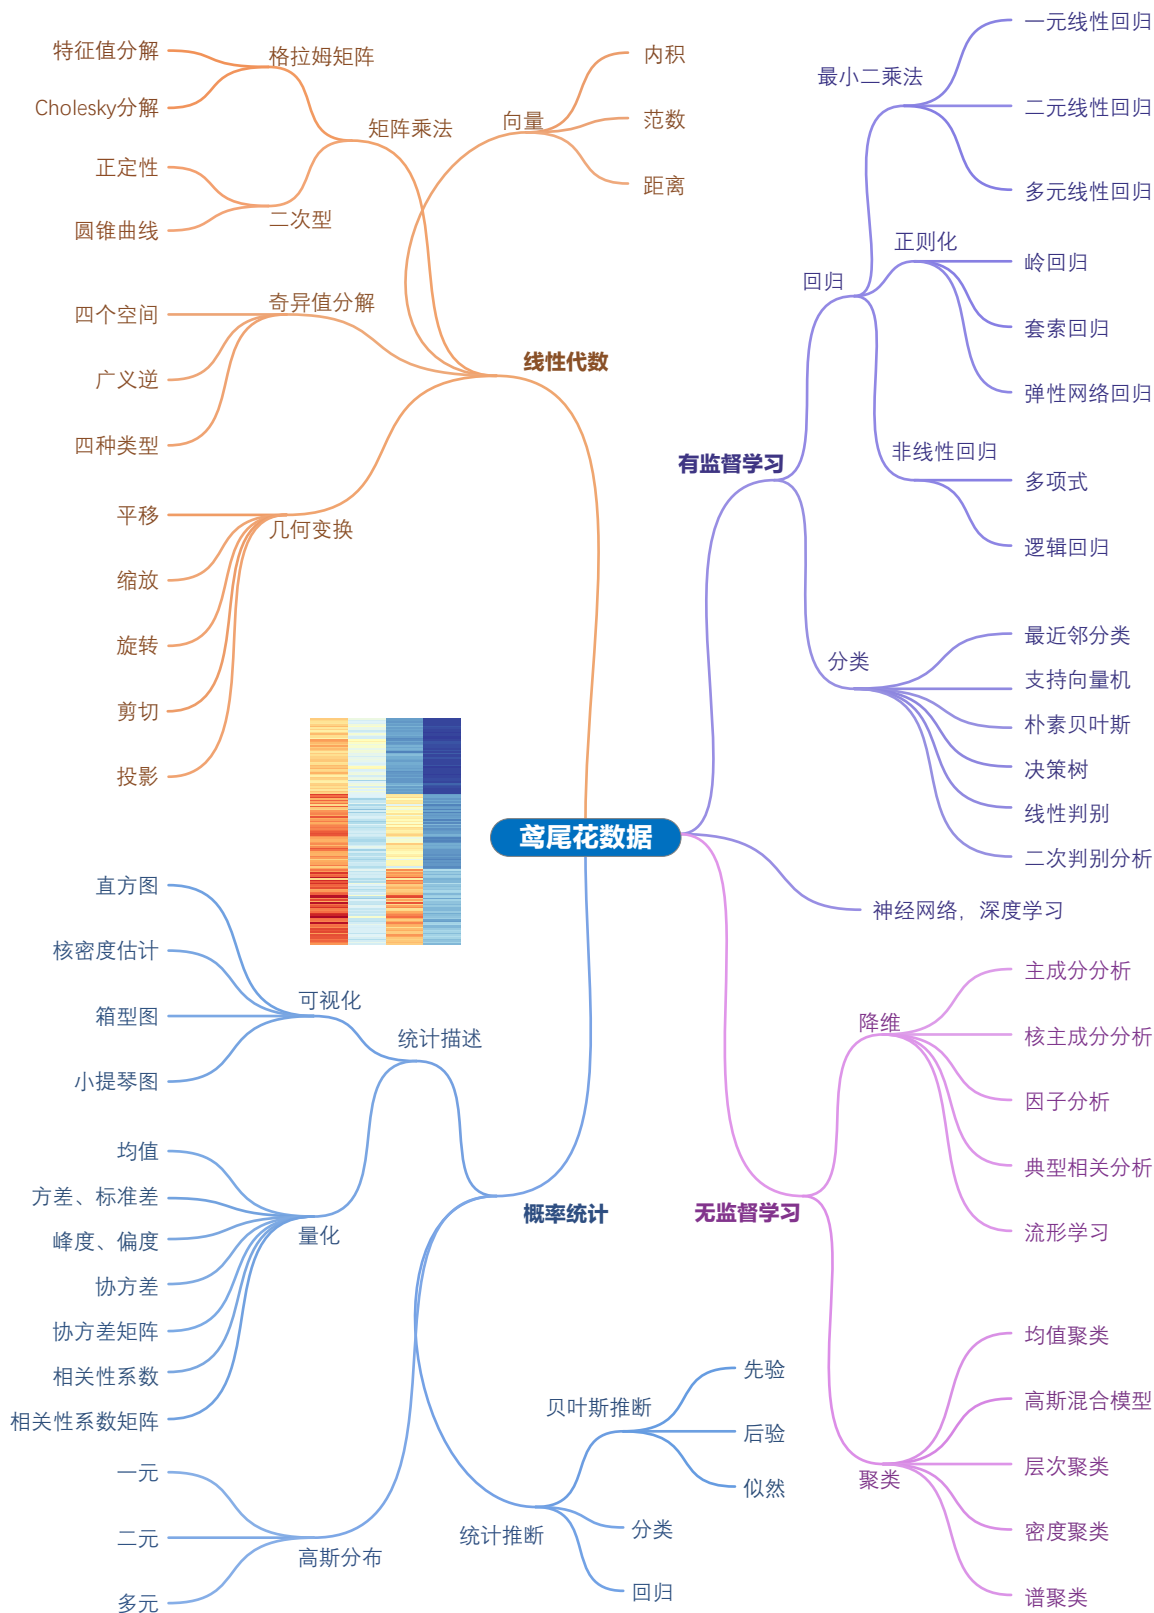 鸢尾花数据
线性代数
矩阵乘法
格拉姆矩阵
特征值分解
Cholesky分解
二次型
正定性
圆锥曲线
向量
内积
范数
距离
奇异值分解
四个空间
广义逆
四种类型
几何变换
平移
缩放
旋转
剪切
投影
概率统计
统计描述
可视化
直方图
核密度估计
箱型图
小提琴图
量化
均值
方差、标准差
峰度、偏度
协方差
协方差矩阵
相关性系数
相关性系数矩阵
高斯分布
一元
二元
多元
统计推断
贝叶斯推断
先验
后验
似然
分类
回归
有监督学习
回归
最小二乘法
一元线性回归
二元线性回归
多元线性回归
正则化
岭回归
套索回归
弹性网络回归
非线性回归
多项式
逻辑回归
分类
最近邻分类
支持向量机
朴素贝叶斯
决策树
线性判别
二次判别分析
神经网络，深度学习
无监督学习
降维
主成分分析
核主成分分析
因子分析
典型相关分析
流形学习
聚类
均值聚类
高斯混合模型
层次聚类
密度聚类
谱聚类